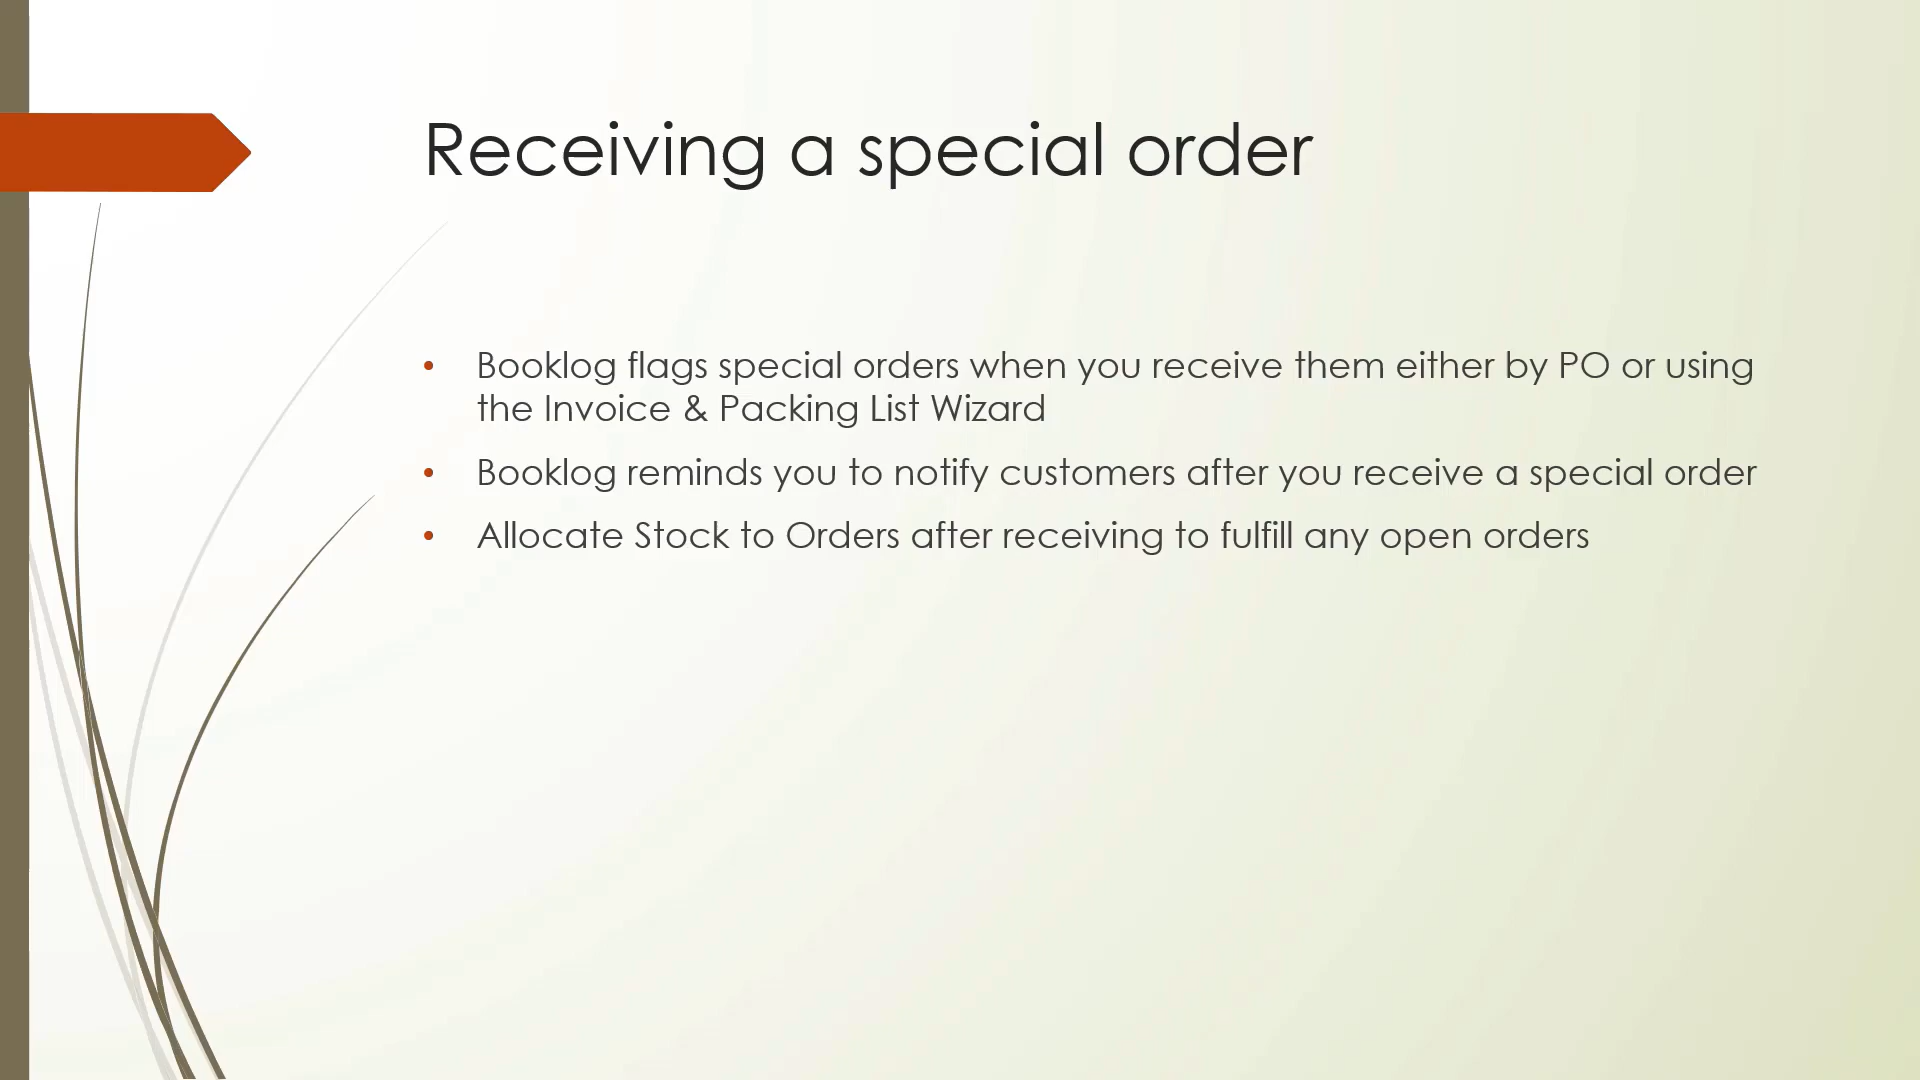 Receiving a special order
• Booklog flags special orders when you receive them either by PO or using
the Invoice & Packing List Wizard
• Booklog reminds you to notify customers after you receive a special order
• Allocate Stock to Orders after receiving to fulfill any open orders